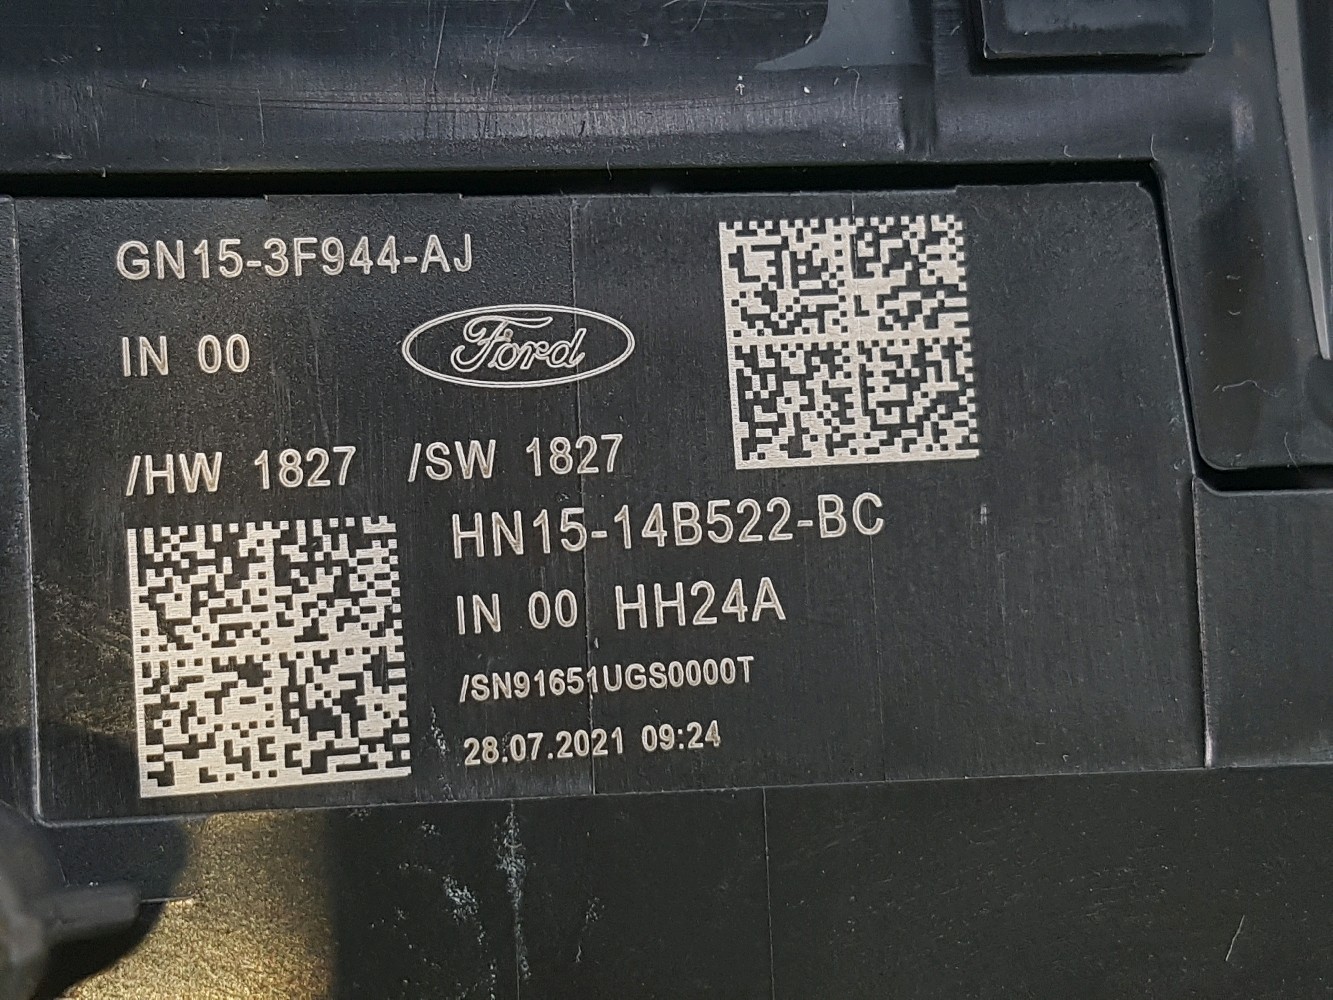 GN15-3F944-AJ
IN 00
Ford
/HW 1827 /SW 1827
HN15-14B522-BC
IN 00 HH24A
/SN91651UGS0000T
28.07.2021 09:24